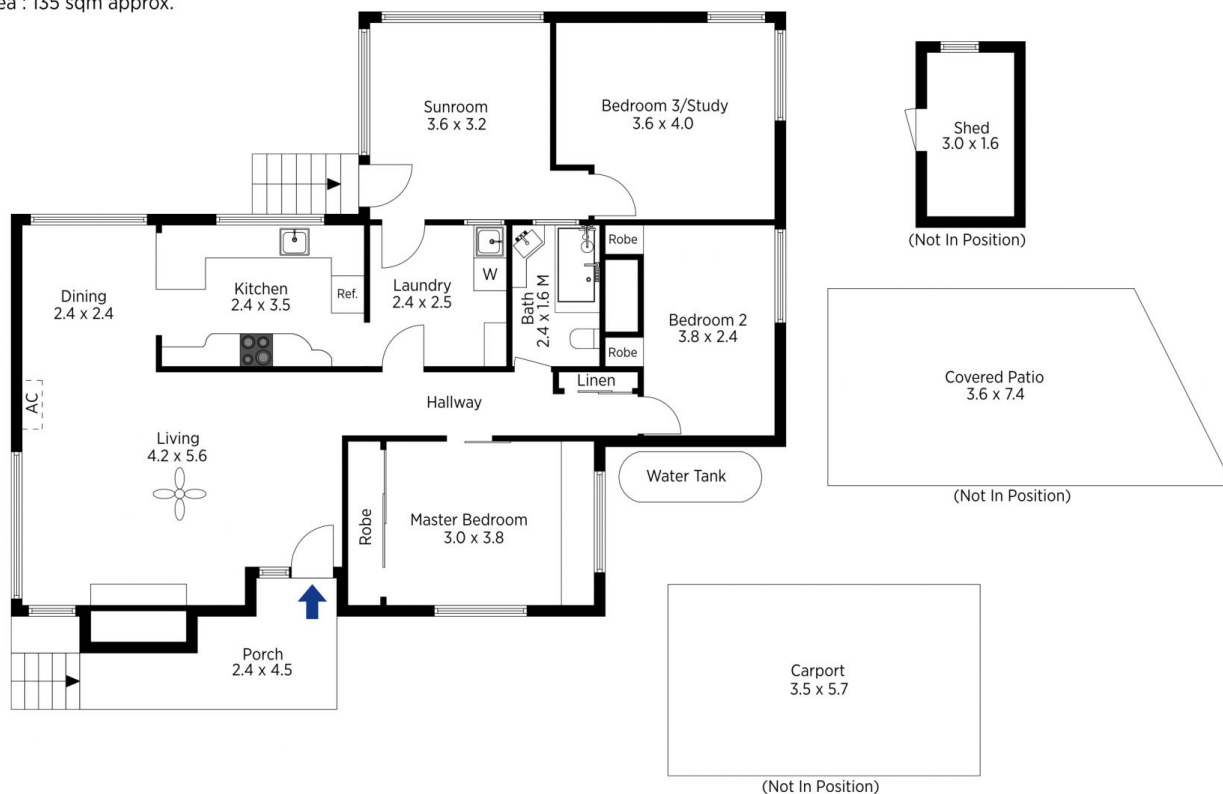 ea : 135 sqm approx.
Sunroom
3.6 x 3.2
Bedroom 3/Study
3.6 x 4.0
Shed
3.0 x 1.6
(Not In Position)
Dining
2.4 x 2.4
Kitchen
2.4 x 3.5
Ref.
Laundry
2.4 x 2.5
W
Bath
2.4 x 1.6 M
Robe
Robe
Bedroom 2
3.8 x 2.4
Linen
Hallway
AC
Living
4.2 x 5.6
Covered Patio
3.6 x 7.4
(Not In Position)
Water Tank
Robe
Master Bedroom
3.0 x 3.8
Porch
2.4 x 4.5
Carport
3.5 x 5.7
(Not In Position)